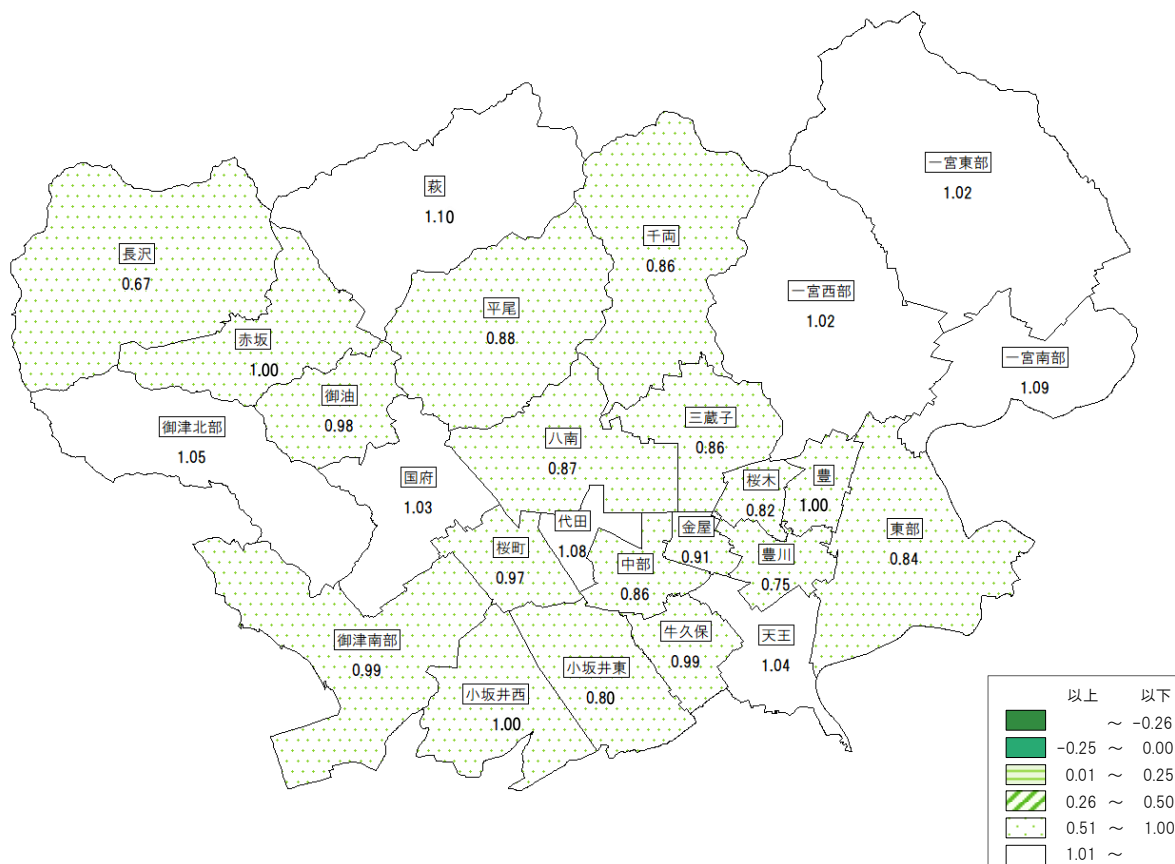 一宮東部
1.02
萩
1.10
千両
0.86
長沢
0.67
一宮西部
1.02
平尾
0.88
赤坂
1.00
一宮南部
1.09
御油
0.98
三蔵子
0.86
御津北部
1.05
八南
0.87
国府
1.03
桜木
0.82
豊
1.00
代田
1.08
金屋
0.91
東部
0.84
桜町
0.97
中部
0.86
豊川
0.75
御津南部
0.99
牛久保
0.99
天王
1.04
小坂井西
1.00
小坂井東
0.80
以上 以下
～ -0.26
-0.25 ～ 0.00
0.01 ～ 0.25
0.26 ～ 0.50
0.51 ～ 1.00
1.01 ～